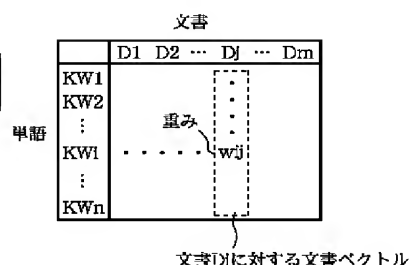 文書
D1 D2 … Dj … Dm
KW1
KW2
⋮
単語
重み
KWi ・・・・・ wij
⋮
KWn
文書Djに対する文書ベクトル